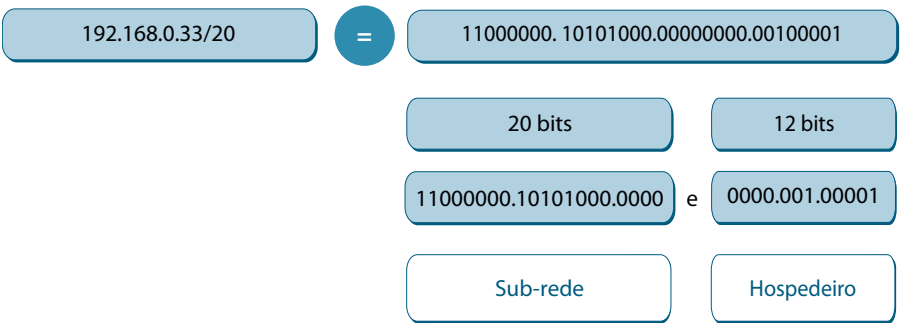 192.168.0.33/20 = 11000000. 10101000.00000000.00100001
20 bits 12 bits
11000000.10101000.0000 e 0000.001.00001
Sub-rede Hospedeiro